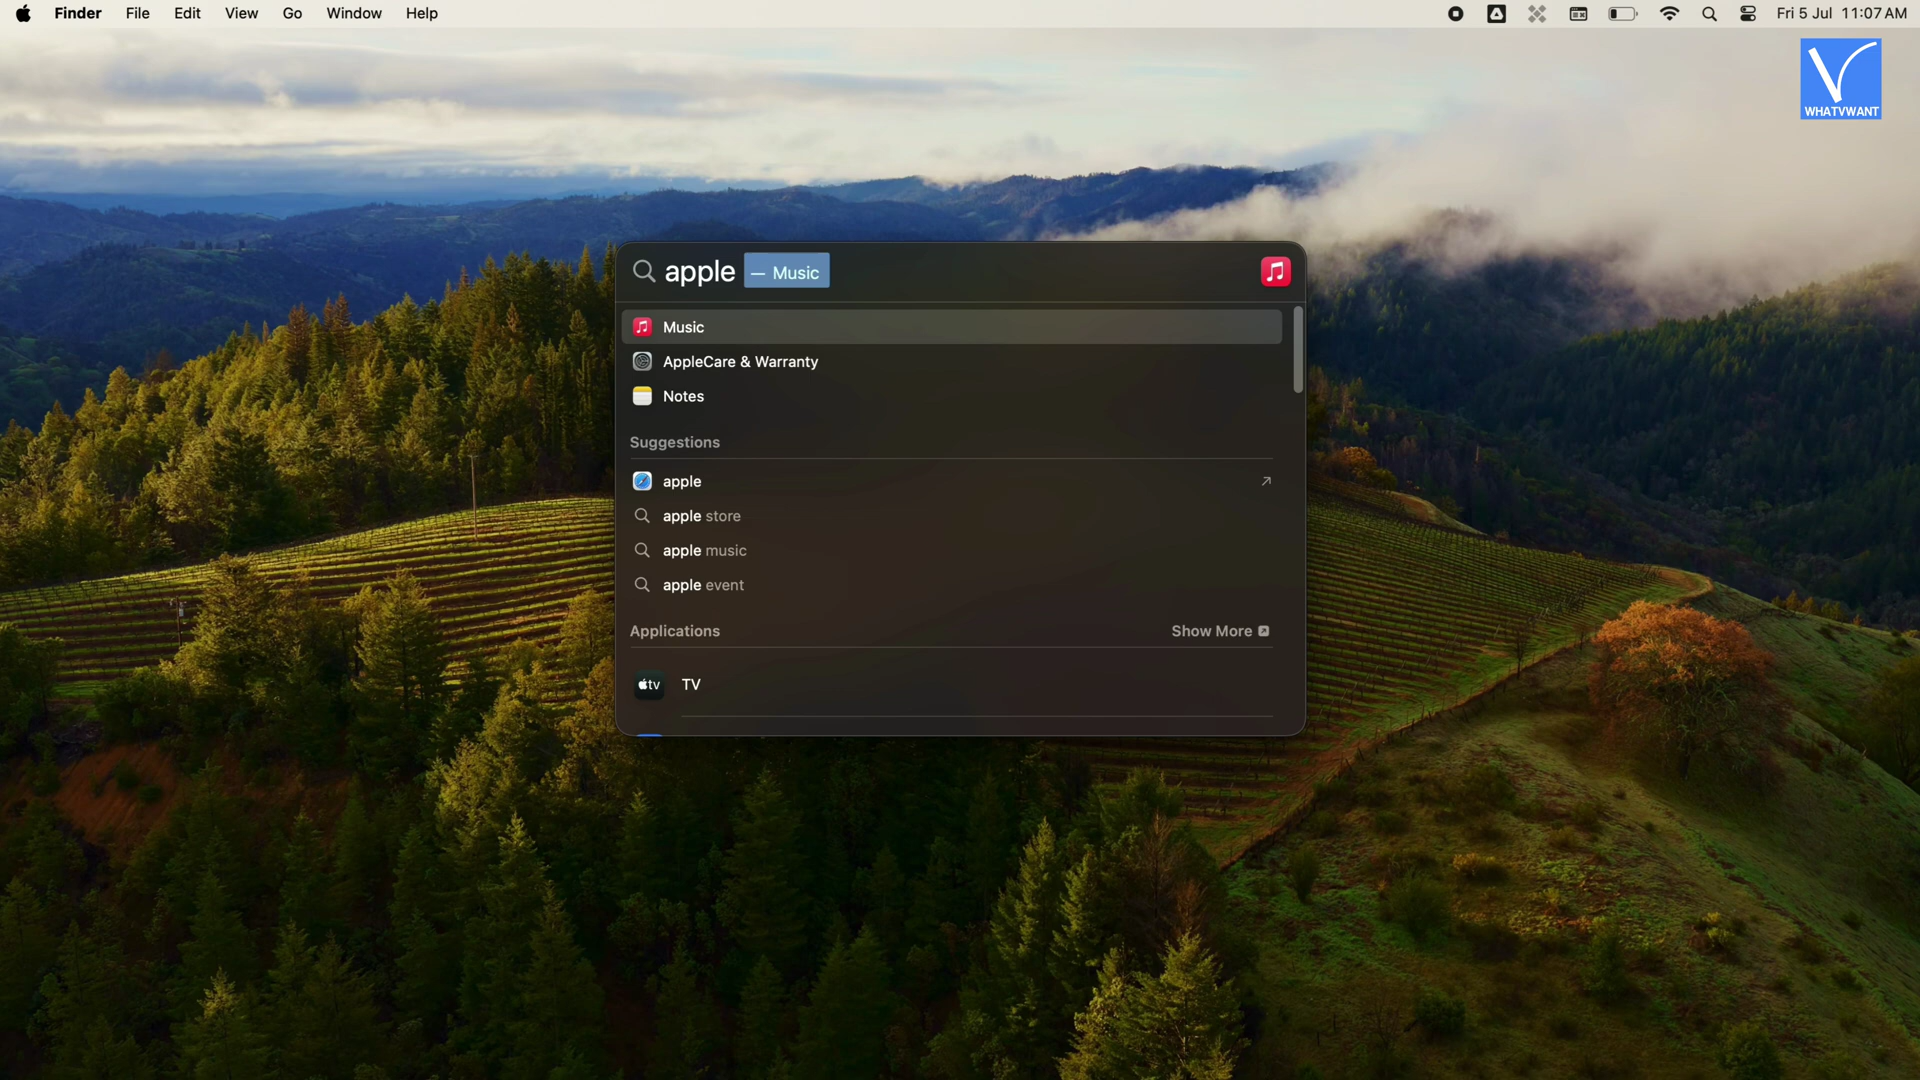 Finder File Edit View Go Window Help Fri 5 Jul 11:07 AM
WHATVWANT
apple — Music
Music
AppleCare & Warranty
Notes
Suggestions
apple
apple store
apple music
apple event
Applications Show More
tv TV